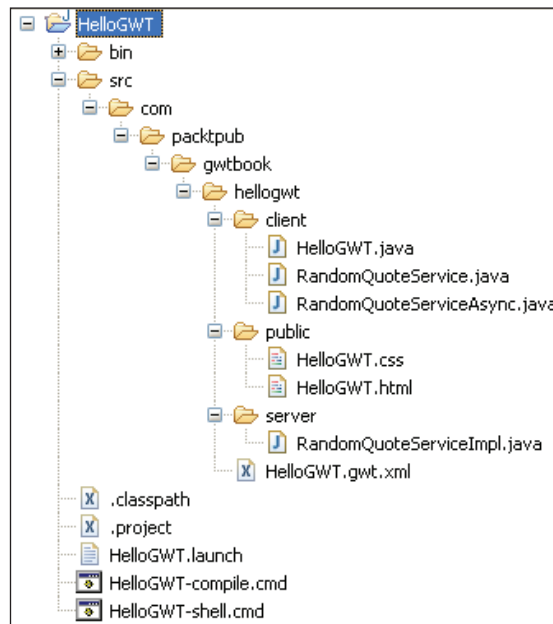 HelloGWT
bin
src
com
packtpub
gwtbook
hellogwt
client
HelloGWT.java
RandomQuoteService.java
RandomQuoteServiceAsync.java
public
HelloGWT.css
HelloGWT.html
server
RandomQuoteServiceImpl.java
HelloGWT.gwt.xml
.classpath
.project
HelloGWT.launch
HelloGWT-compile.cmd
HelloGWT-shell.cmd